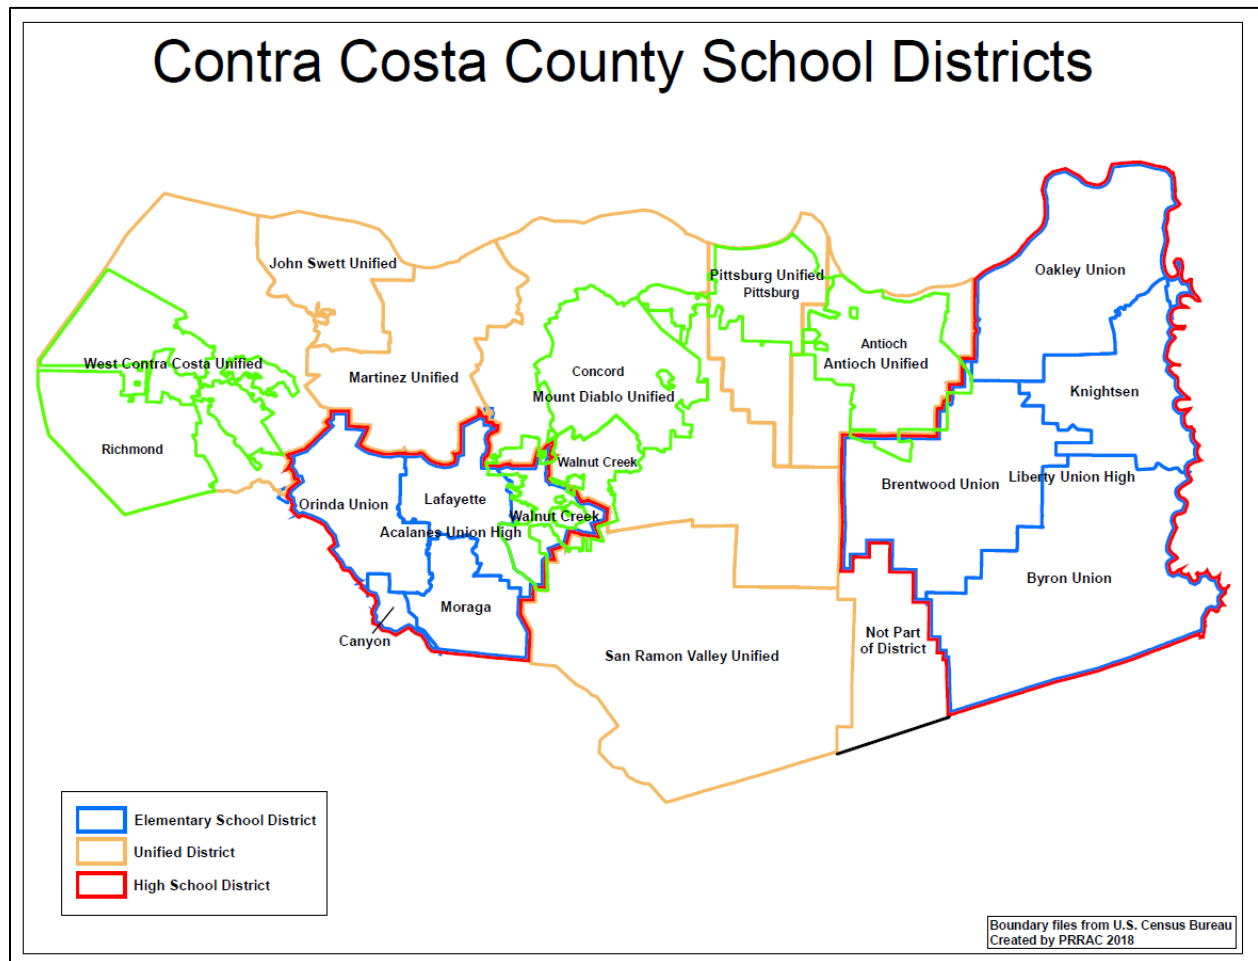 Contra Costa County School Districts
John Swett Unified
Oakley Union
Pittsburg Unified
Pittsburg
Antioch
Antioch Unified
West Contra Costa Unified
Martinez Unified
Concord
Mount Diablo Unified
Knightsen
Richmond
Walnut Creek
Brentwood Union
Liberty Union High
Orinda Union
Lafayette
Walnut Creek
Acalanes Union High
Byron Union
Moraga
Canyon
Not Part
of District
San Ramon Valley Unified
Elementary School District
Unified District
High School District
Boundary files from U.S. Census Bureau
Created by PRRAC 2018